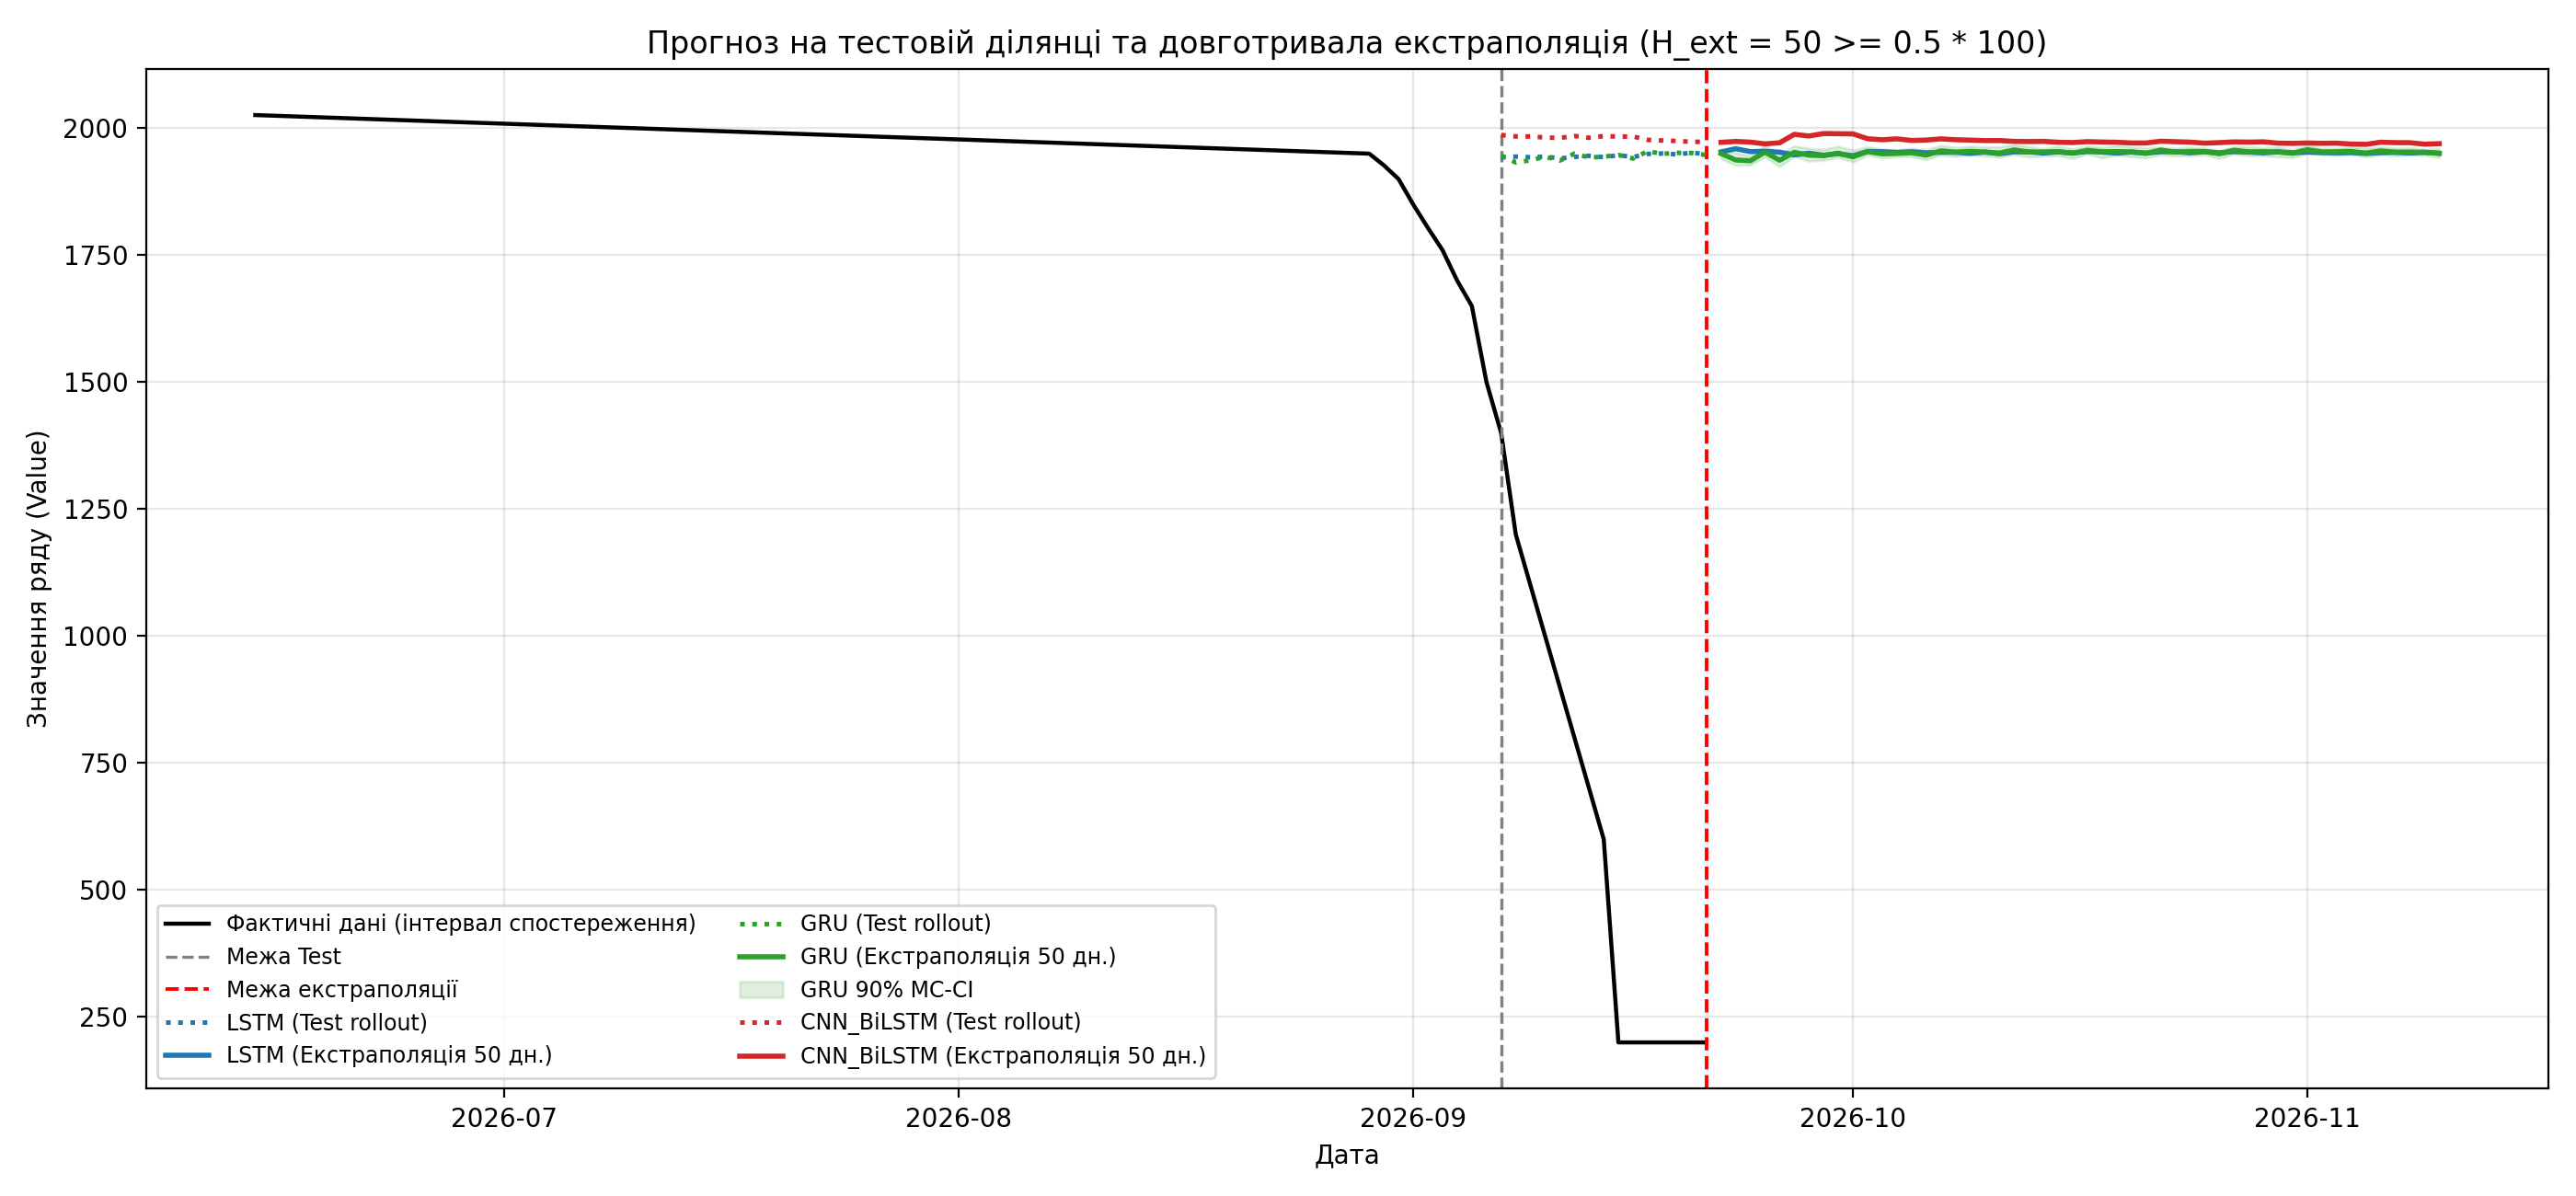 Прогноз на тестовій ділянці та довготривала екстраполяція (H_ext = 50 >= 0.5 * 100)
Значення ряду (Value)
2000
1750
1500
1250
1000
750
500
250
Фактичні дані (інтервал спостереження)
Межа Test
Межа екстраполяції
LSTM (Test rollout)
LSTM (Екстраполяція 50 дн.)
GRU (Test rollout)
GRU (Екстраполяція 50 дн.)
GRU 90% MC-CI
CNN_BiLSTM (Test rollout)
CNN_BiLSTM (Екстраполяція 50 дн.)
2026-07
2026-08
2026-09
2026-10
2026-11
Дата